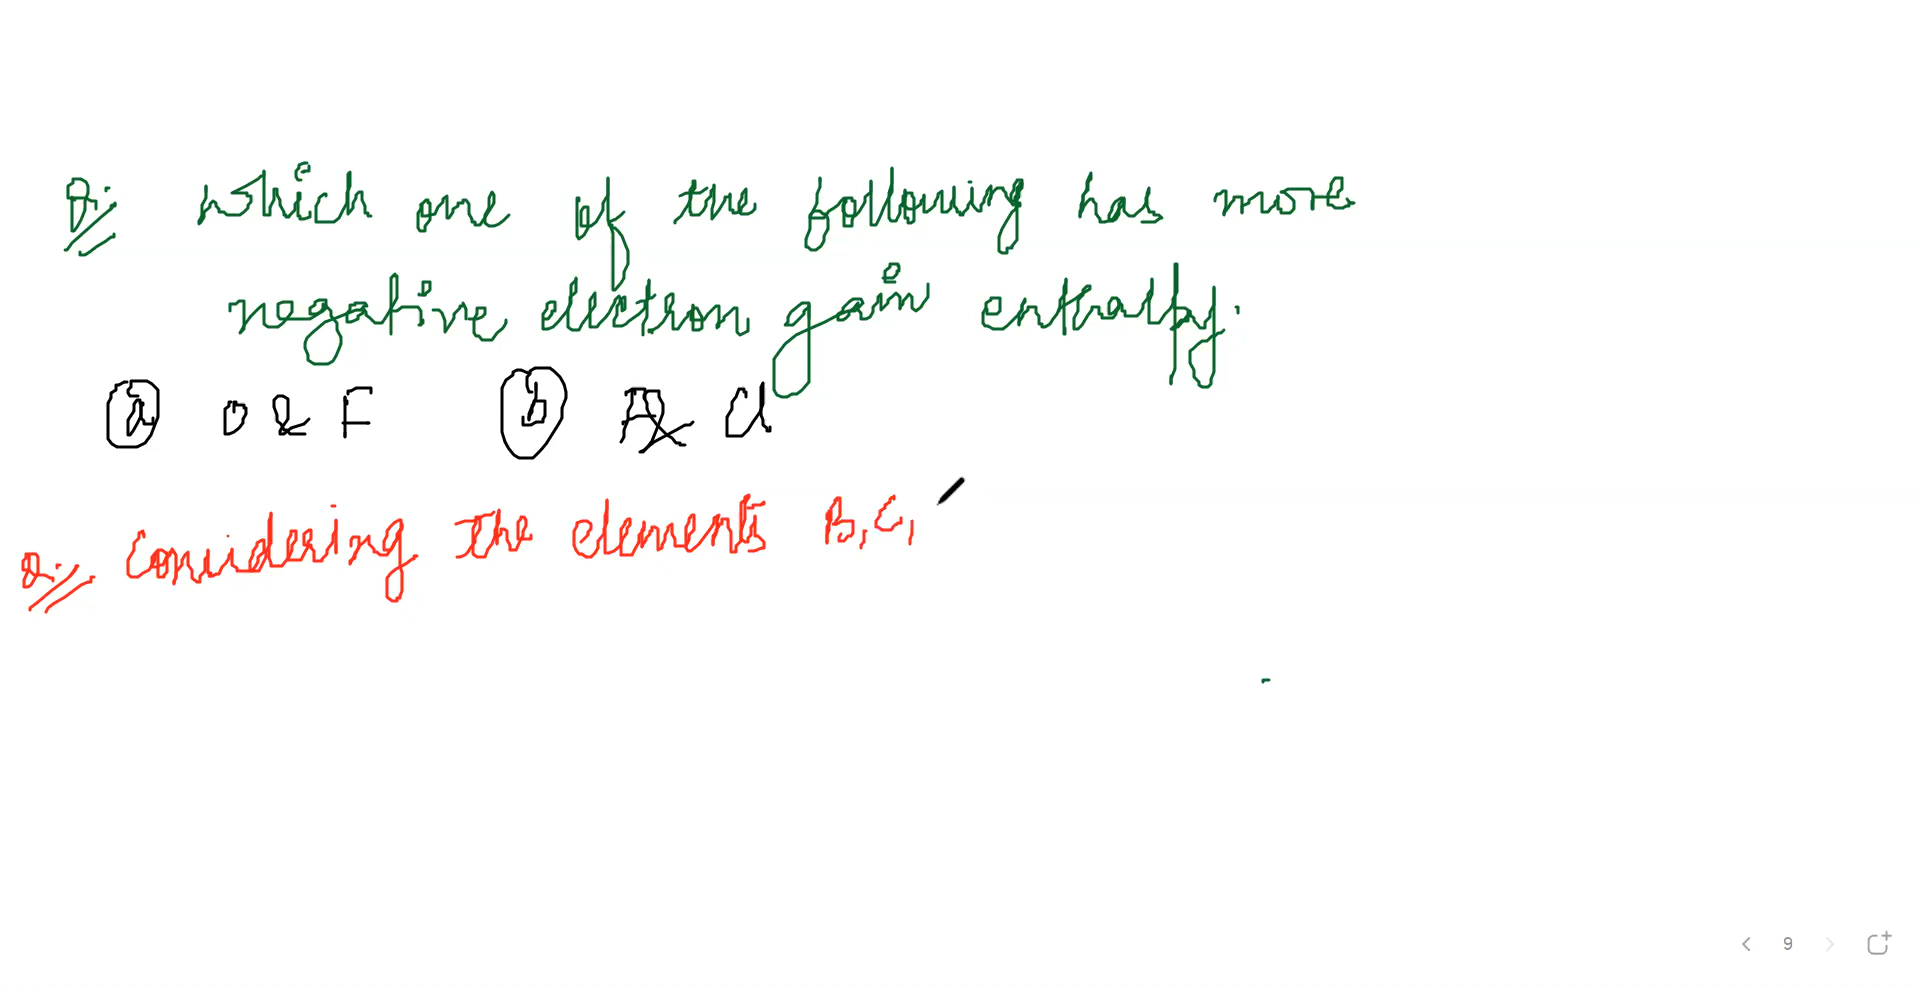 Q:- which one of the following has more
negative electron gain enthalpy.
(a) O & F (b) F & Cl
Q:- Considering the elements B, C,
9